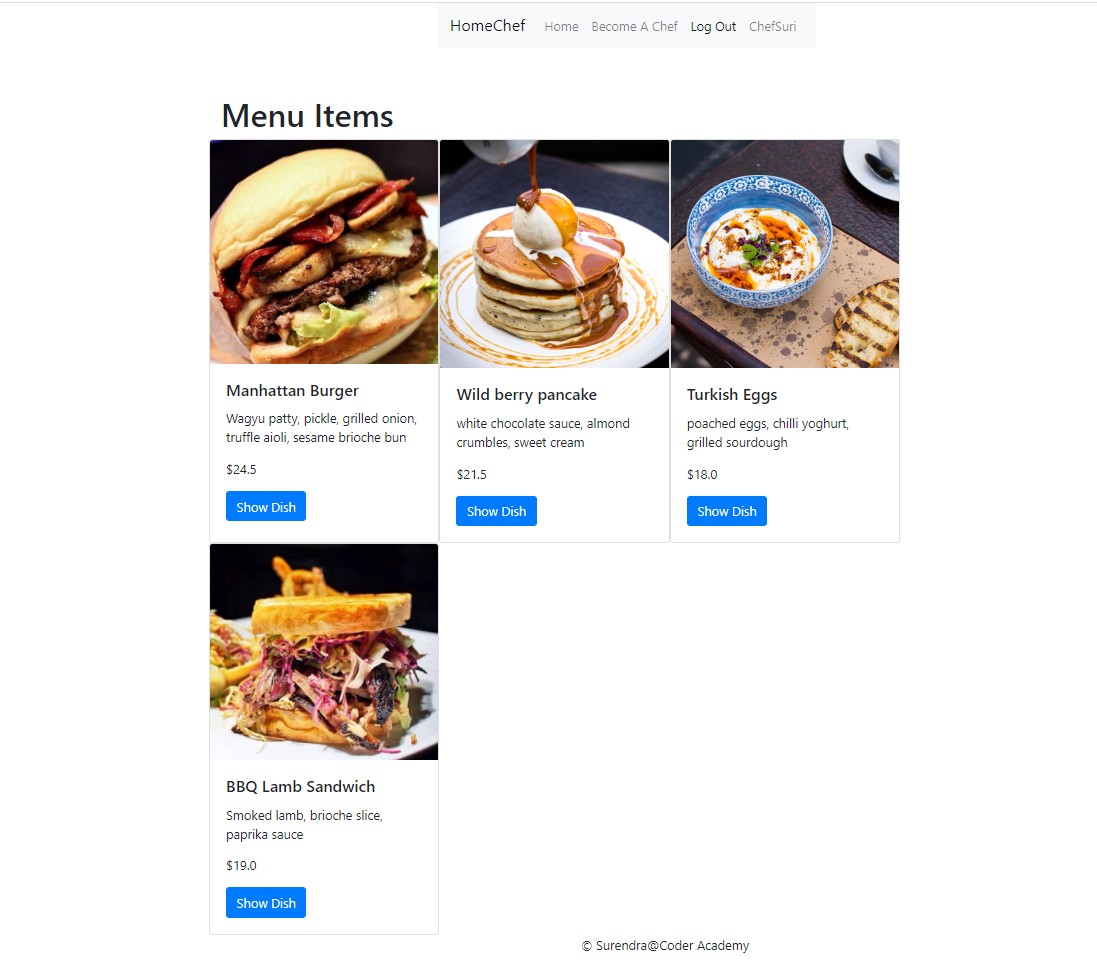 HomeChef Home Become A Chef Log Out ChefSuri
Menu Items
Manhattan Burger
Wagyu patty, pickle, grilled onion,
truffle aioli, sesame brioche bun
$24.5
Show Dish
Wild berry pancake
white chocolate sauce, almond
crumbles, sweet cream
$21.5
Show Dish
Turkish Eggs
poached eggs, chilli yoghurt,
grilled sourdough
$18.0
Show Dish
BBQ Lamb Sandwich
Smoked lamb, brioche slice,
paprika sauce
$19.0
Show Dish
© Surendra@Coder Academy